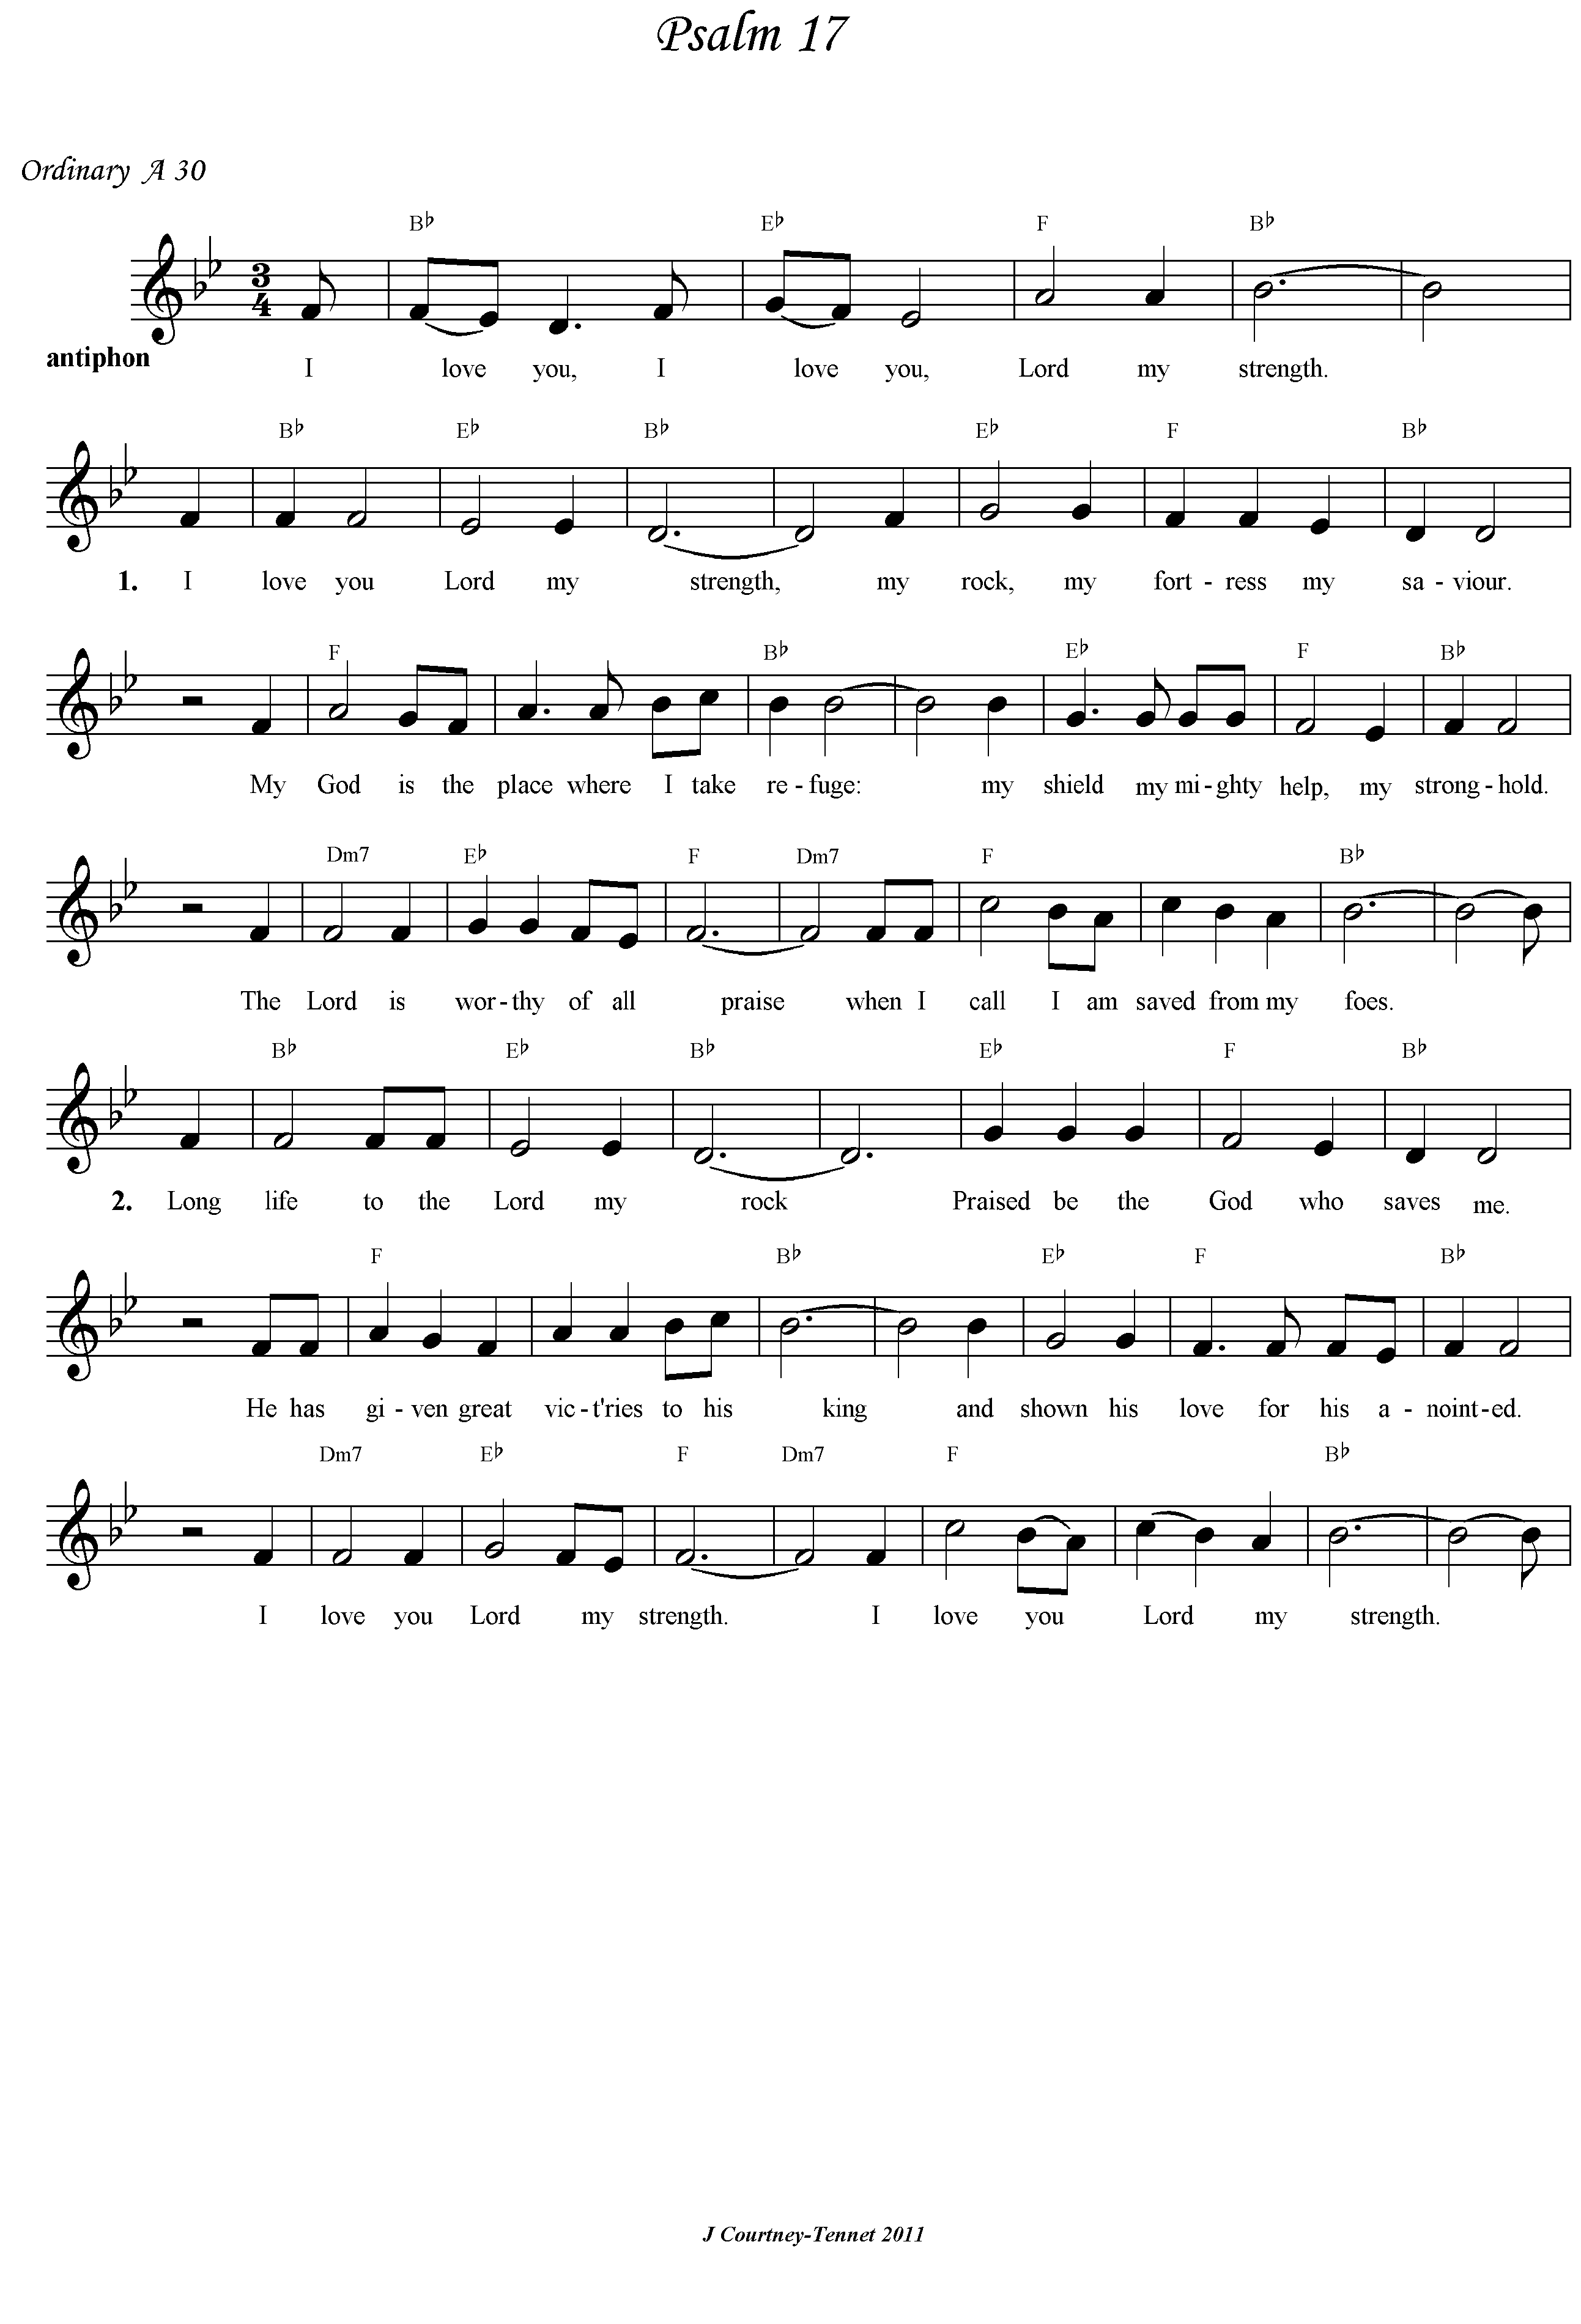 Psalm 17
Ordinary A 30
B♭ E♭ F B♭
3
4
antiphon
I love you, I love you, Lord my strength.
B♭ E♭ B♭ E♭ F B♭
1. I love you Lord my strength, my rock, my fort - ress my sa - viour.
F B♭ E♭ F B♭
My God is the place where I take re - fuge: my shield my mi - ghty help, my strong - hold.
Dm7 E♭ F Dm7 F B♭
The Lord is wor - thy of all praise when I call I am saved from my foes.
B♭ E♭ B♭ E♭ F B♭
2. Long life to the Lord my rock Praised be the God who saves me.
F B♭ E♭ F B♭
He has gi - ven great vic - t'ries to his king and shown his love for his a - noint - ed.
Dm7 E♭ F Dm7 F B♭
I love you Lord my strength. I love you Lord my strength.
J Courtney-Tennet 2011